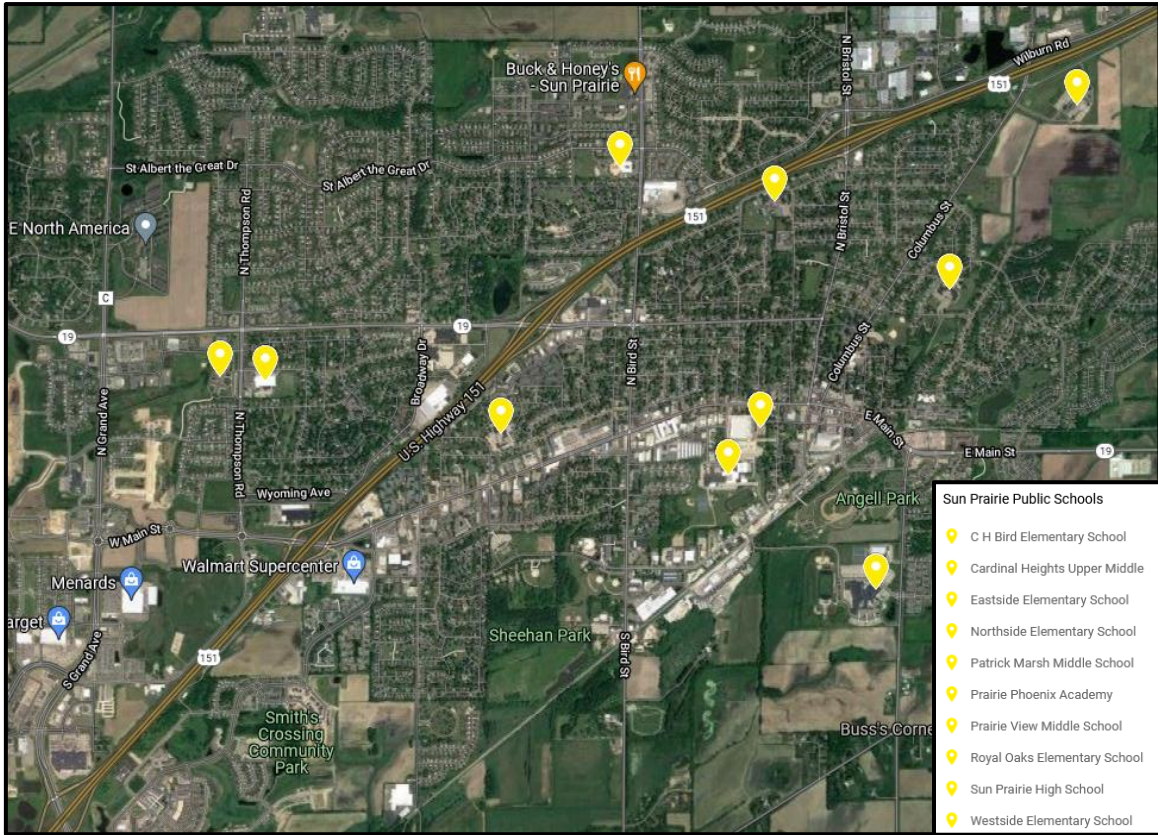 N Bristol St
Wilburn Rd
Buck & Honey's
- Sun Prairie
151
St Albert the Great Dr
St Albert the Great Dr
N Thompson Rd
N Bristol St
151
Columbus St
E North America
C
19
19
Broadway Dr
N Bird St
Columbus St
U.S. Highway 151
N Grand Ave
N Thompson Rd
E Main St
E Main St
19
Wyoming Ave
W Main St
Angell Park
Walmart Supercenter
Menards
arget
S Grand Ave
151
Sheehan Park
S Bird St
Smith's
Crossing
Community
Park
Buss's Corne
Sun Prairie Public Schools
C H Bird Elementary School
Cardinal Heights Upper Middle
Eastside Elementary School
Northside Elementary School
Patrick Marsh Middle School
Prairie Phoenix Academy
Prairie View Middle School
Royal Oaks Elementary School
Sun Prairie High School
Westside Elementary School